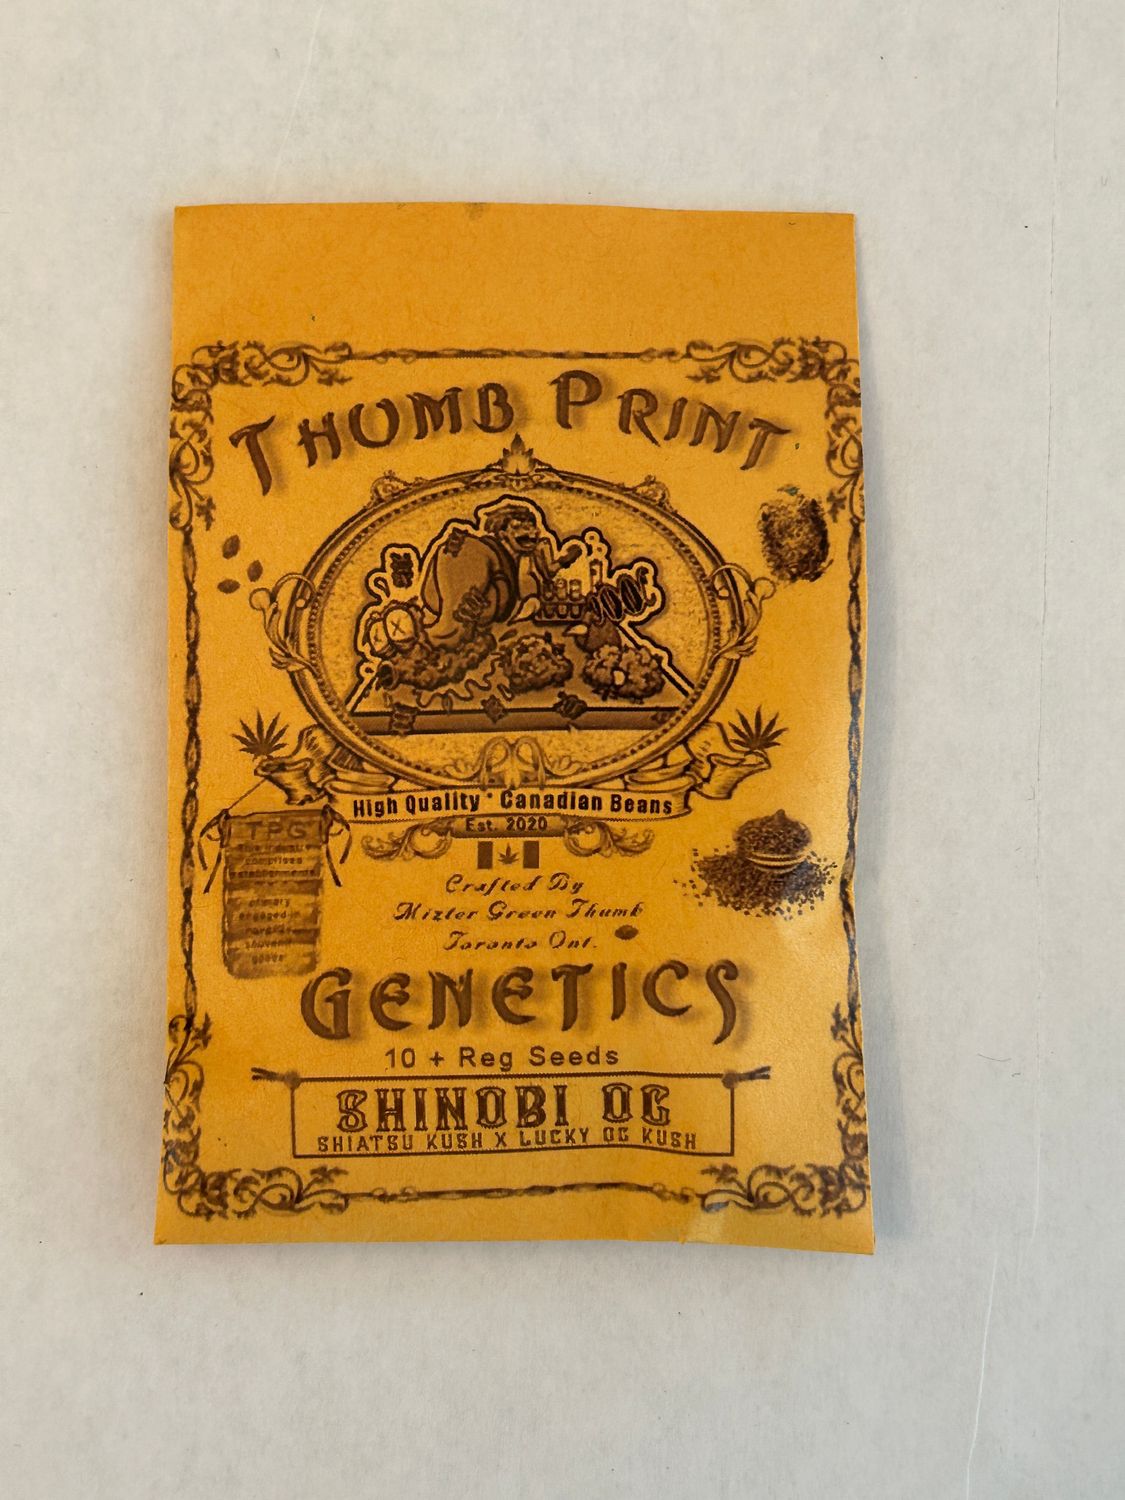 THUMB PRINT
High Quality * Canadian Beans
Est. 2020
TPG
Crafted By
Mizter Green Thumb
Toronto Ont.
GENETICS
10 + Reg Seeds
SHINOBI OG
SHIATSU KUSH X LUCKY OG KUSH